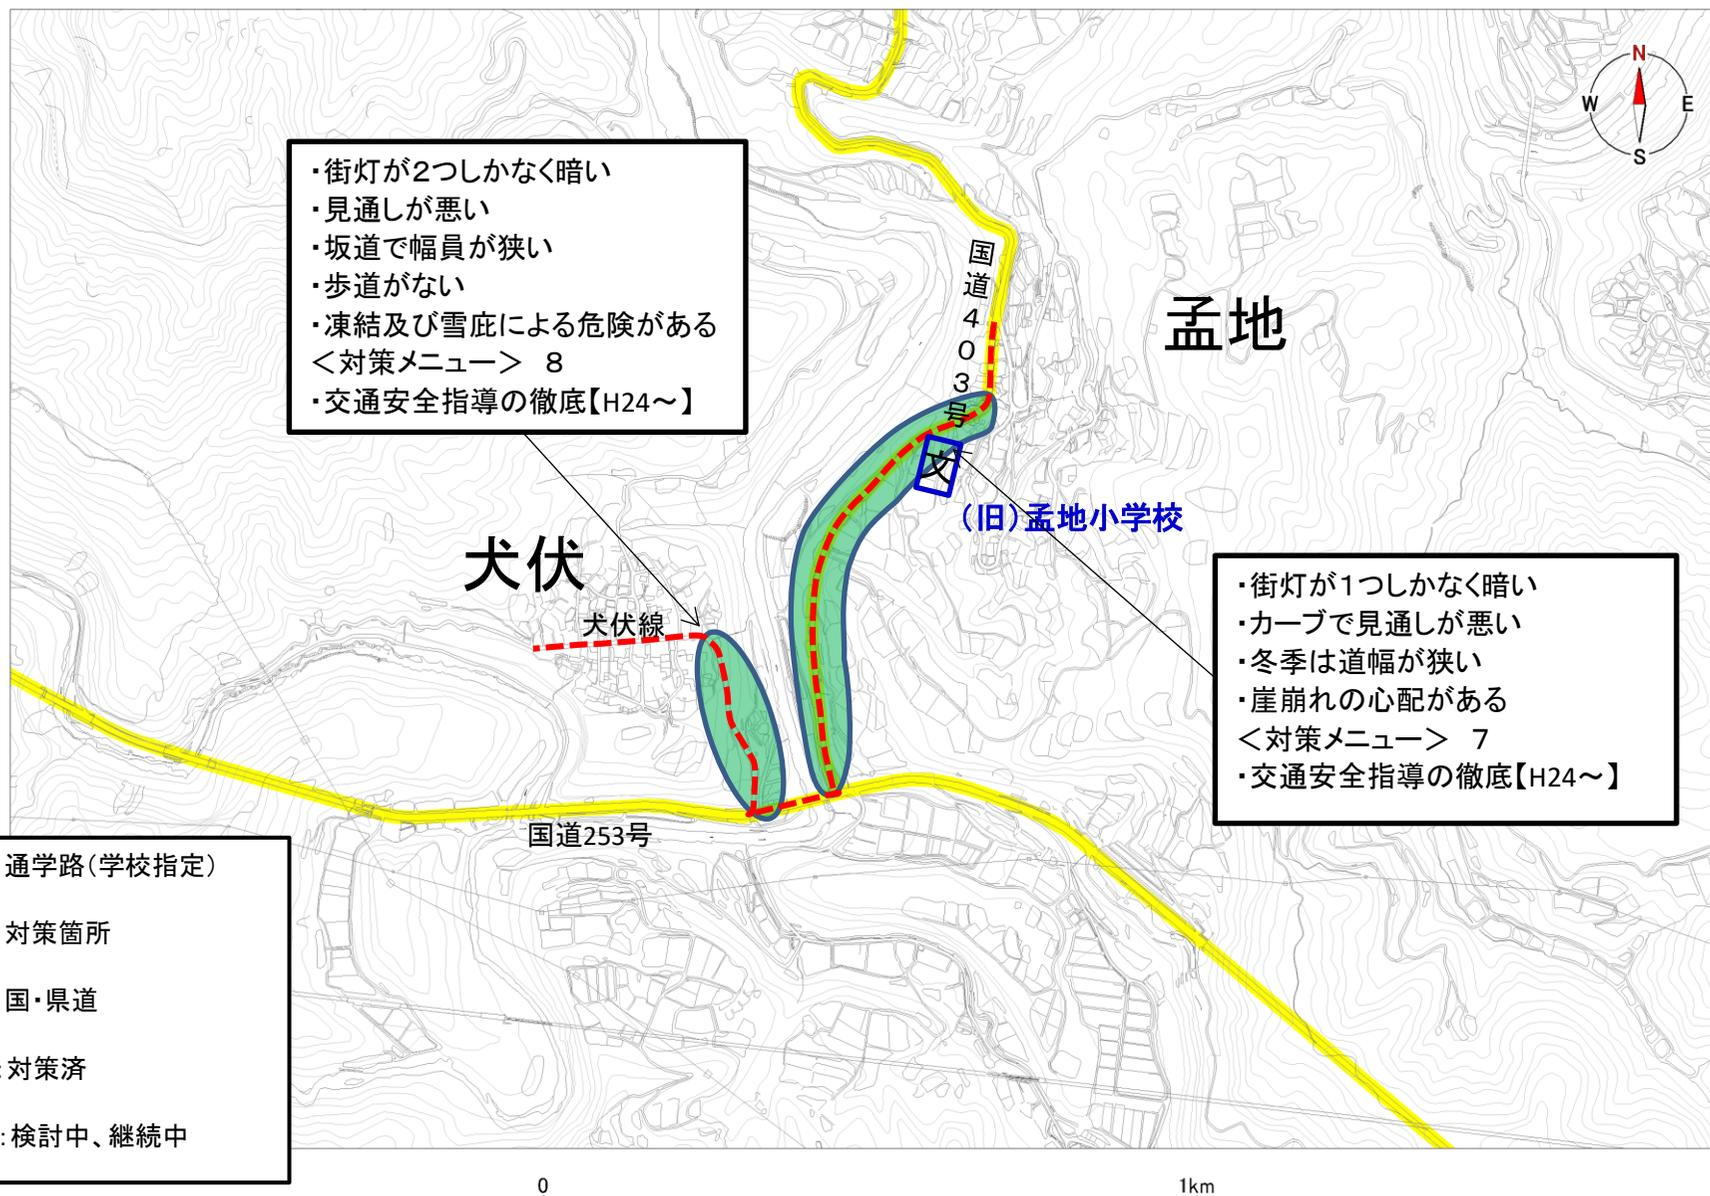 N
W E
S
・街灯が2つしかなく暗い
・見通しが悪い
・坂道で幅員が狭い
・歩道がない
・凍結及び雪庇による危険がある
＜対策メニュー＞　8
・交通安全指導の徹底【H24～】
国道403号
孟地
文
（旧）孟地小学校
犬伏
犬伏線
・街灯が1つしかなく暗い
・カーブで見通しが悪い
・冬季は道幅が狭い
・崖崩れの心配がある
＜対策メニュー＞　7
・交通安全指導の徹底【H24～】
国道253号
通学路（学校指定）
対策箇所
国・県道
：対策済
：検討中、継続中
0 1km